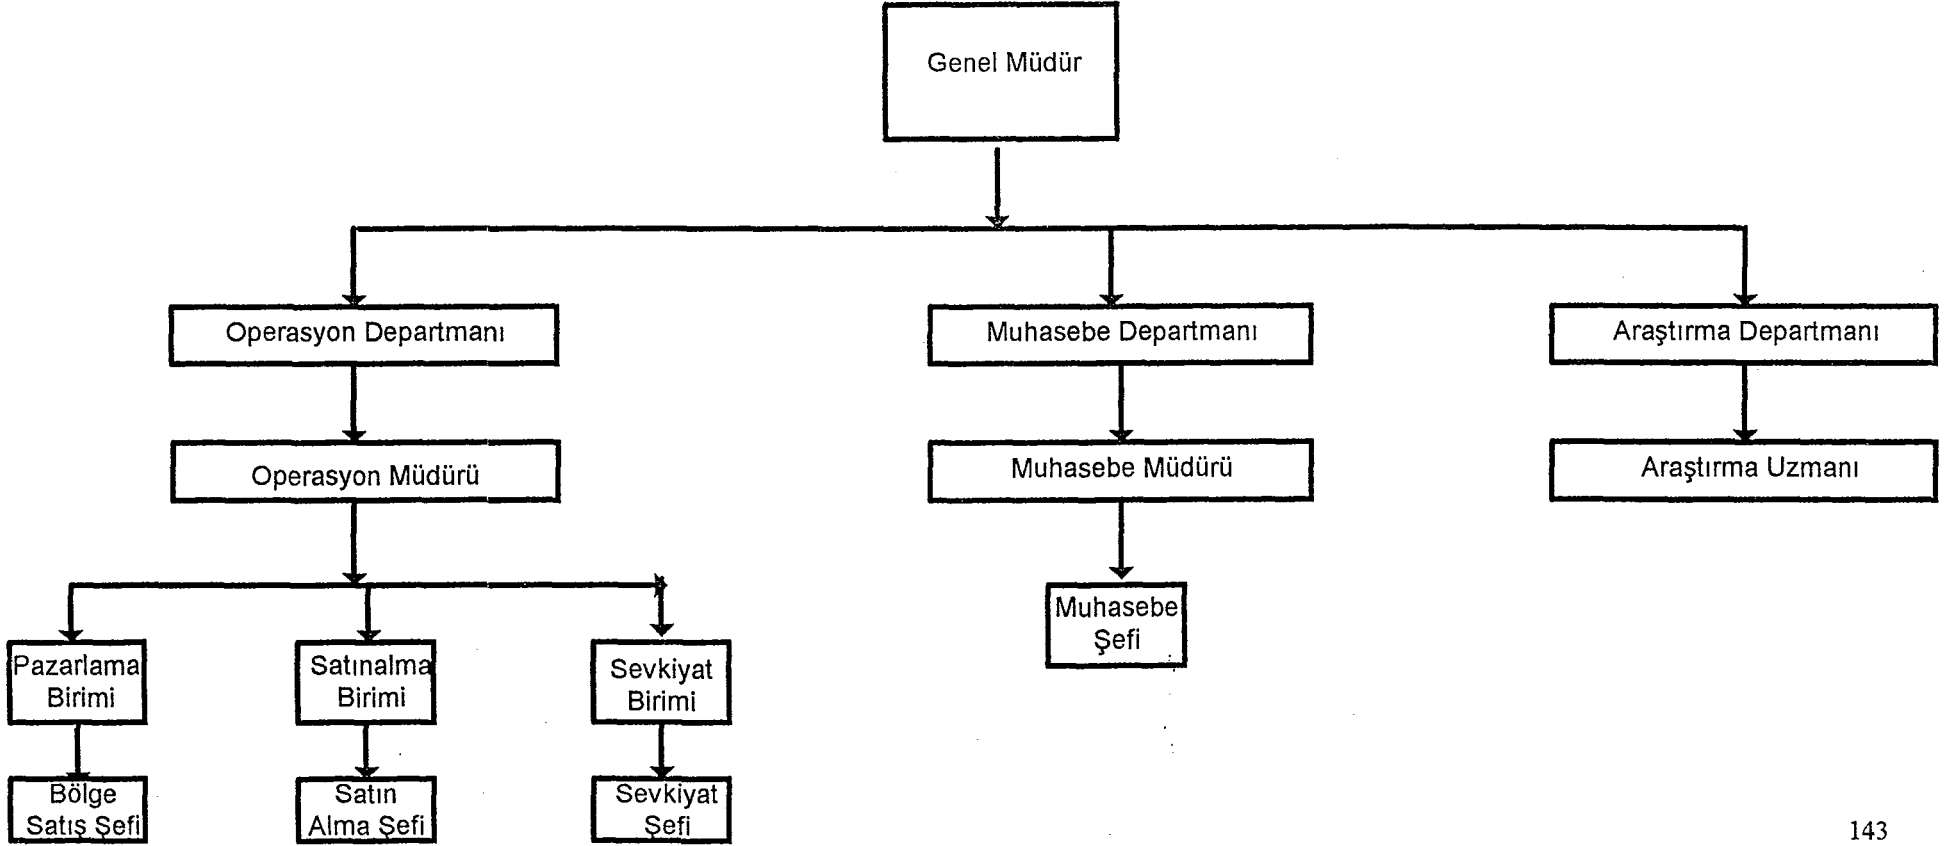 Genel Müdür
Operasyon Departmanı
Muhasebe Departmanı
Araştırma Departmanı
Operasyon Müdürü
Muhasebe Müdürü
Araştırma Uzmanı
Muhasebe
Şefi
Pazarlama
Birimi
Satınalma
Birimi
Sevkiyat
Birimi
Bölge
Satış Şefi
Satın
Alma Şefi
Sevkiyat
Şefi
143